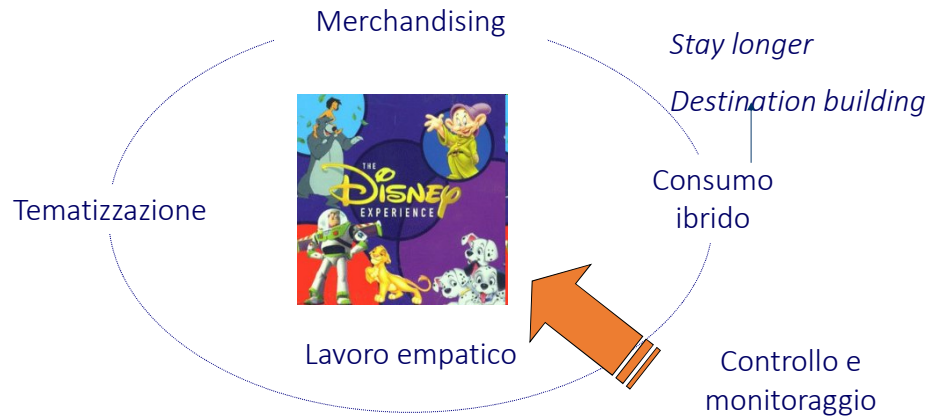 Merchandising
Stay longer
Destination building
THE
DISNEY
EXPERIENCE
Consumo
ibrido
Tematizzazione
Lavoro empatico
Controllo e
monitoraggio